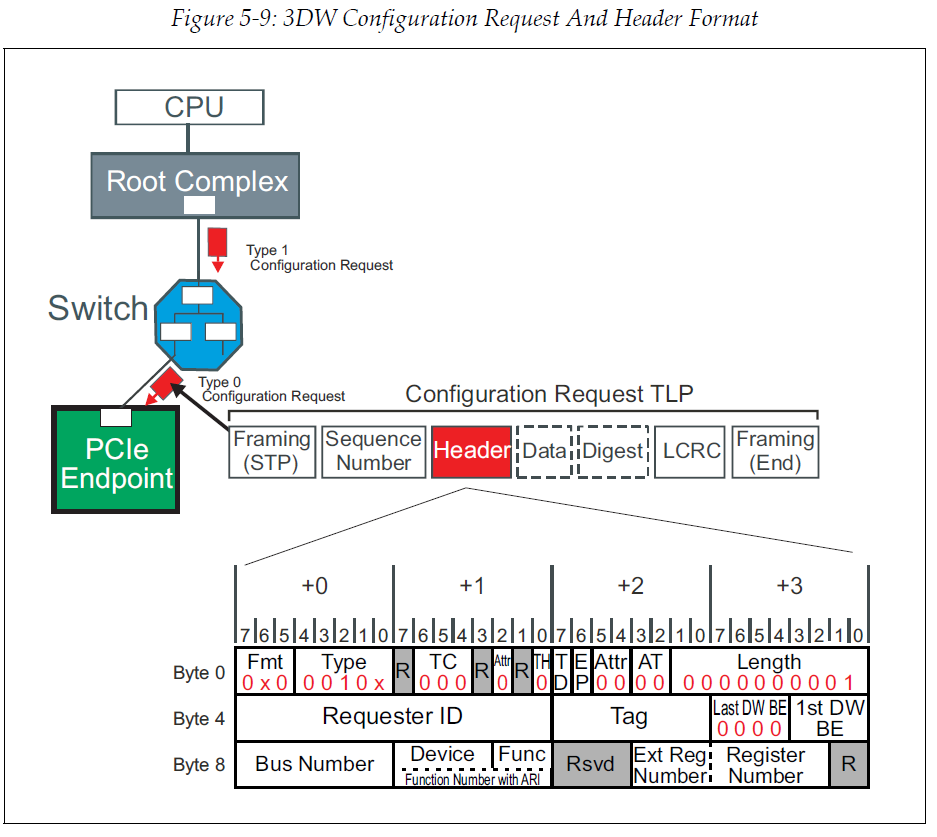 Figure 5-9: 3DW Configuration Request And Header Format
CPU
Root Complex
Type 1
Configuration Request
Switch
Type 0
Configuration Request
PCIe
Endpoint
Configuration Request TLP
Framing
(STP)
Sequence
Number
Header
Data
Digest
LCRC
Framing
(End)
+0 +1 +2 +3
7 6 5 4 3 2 1 0 7 6 5 4 3 2 1 0 7 6 5 4 3 2 1 0 7 6 5 4 3 2 1 0
Byte 0
Fmt
0 x 0
Type
0 0 1 0 x
R
TC
0 0 0
R
Attr
0
R
TH
0
T
D
E
P
Attr
0 0
AT
0 0
Length
0 0 0 0 0 0 0 0 0 1
Byte 4
Requester ID
Tag
Last DW BE
0 0 0 0
1st DW
BE
Byte 8
Bus Number
Device
Func
Function Number with ARI
Rsvd
Ext Reg
Number
Register
Number
R